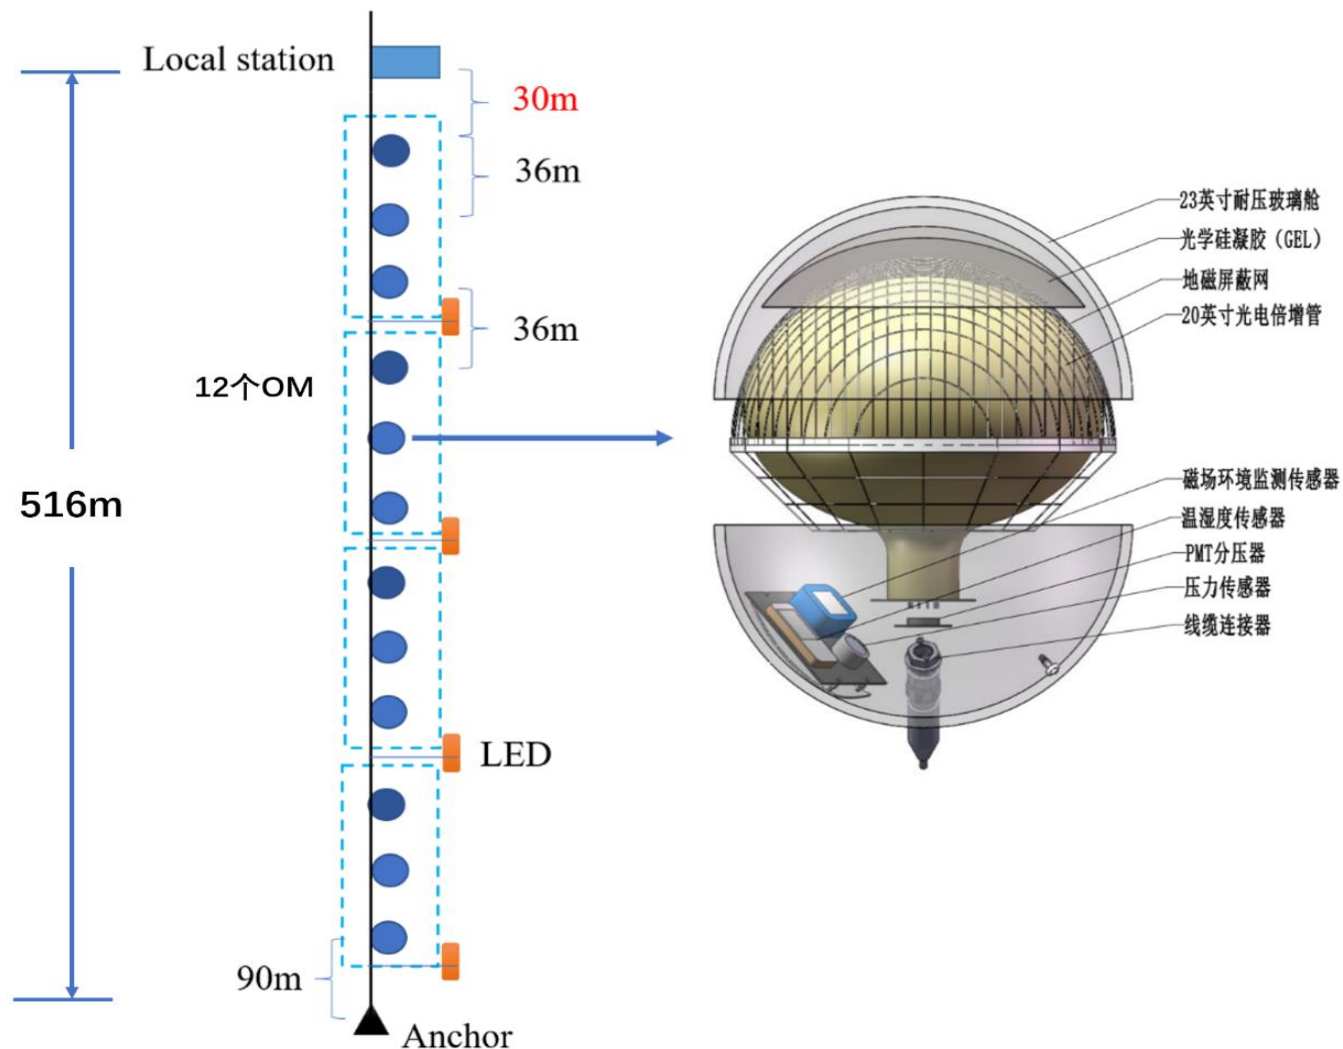 Local station
30m
36m
36m
12个OM
516m
LED
90m
Anchor
23英寸耐压玻璃舱
光学硅凝胶（GEL）
地磁屏蔽网
20英寸光电倍增管
磁场环境监测传感器
温湿度传感器
PMT分压器
压力传感器
线缆连接器